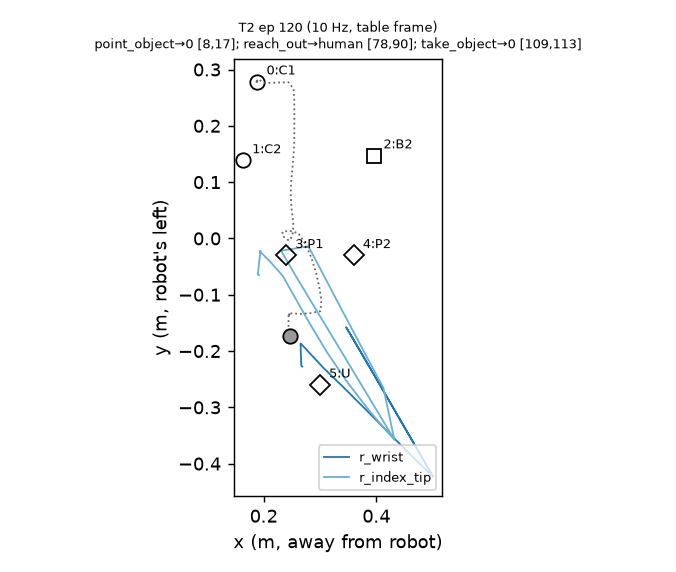 T2 ep 120 (10 Hz, table frame)
point_object→0 [8,17]; reach_out→human [78,90]; take_object→0 [109,113]
0.3
0.2
0.1
0.0
−0.1
−0.2
−0.3
−0.4
y (m, robot's left)
0:C1
1:C2
2:B2
3:P1
4:P2
5:U
r_wrist
r_index_tip
0.2
0.4
x (m, away from robot)